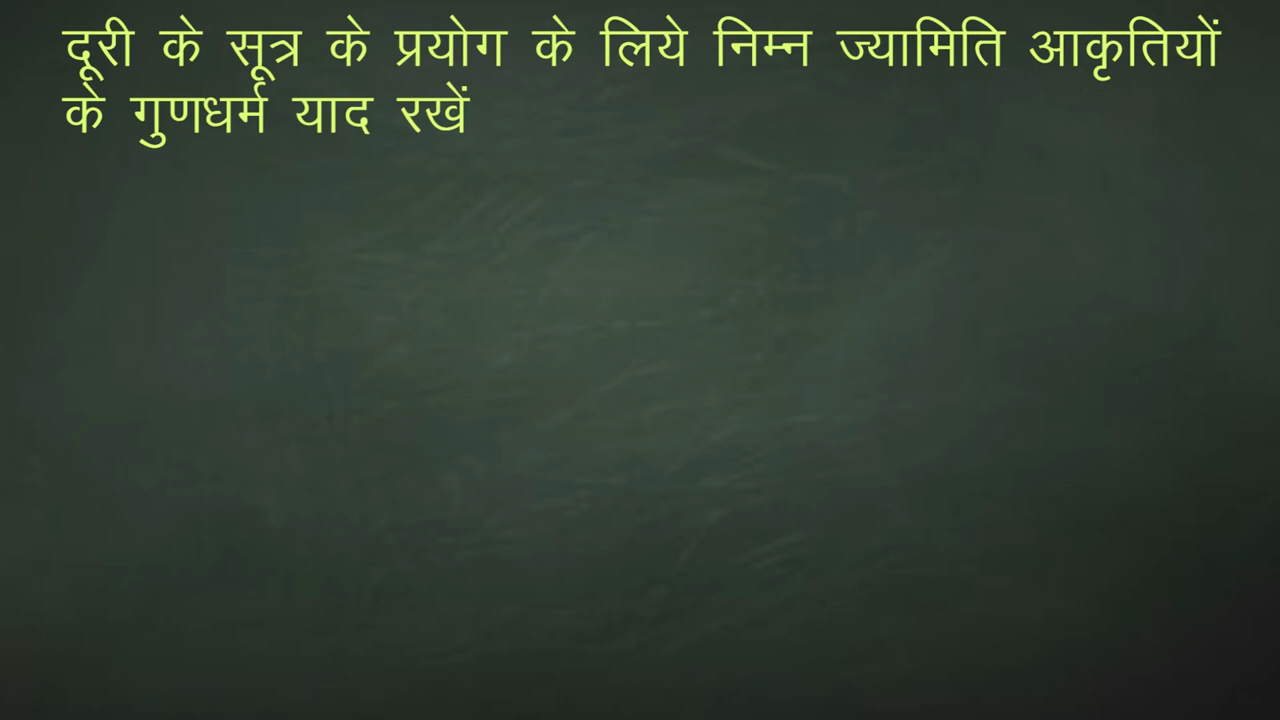 दूरी के सूत्र के प्रयोग के लिये निम्न ज्यामिति आकृतियों
के गुणधर्म याद रखें